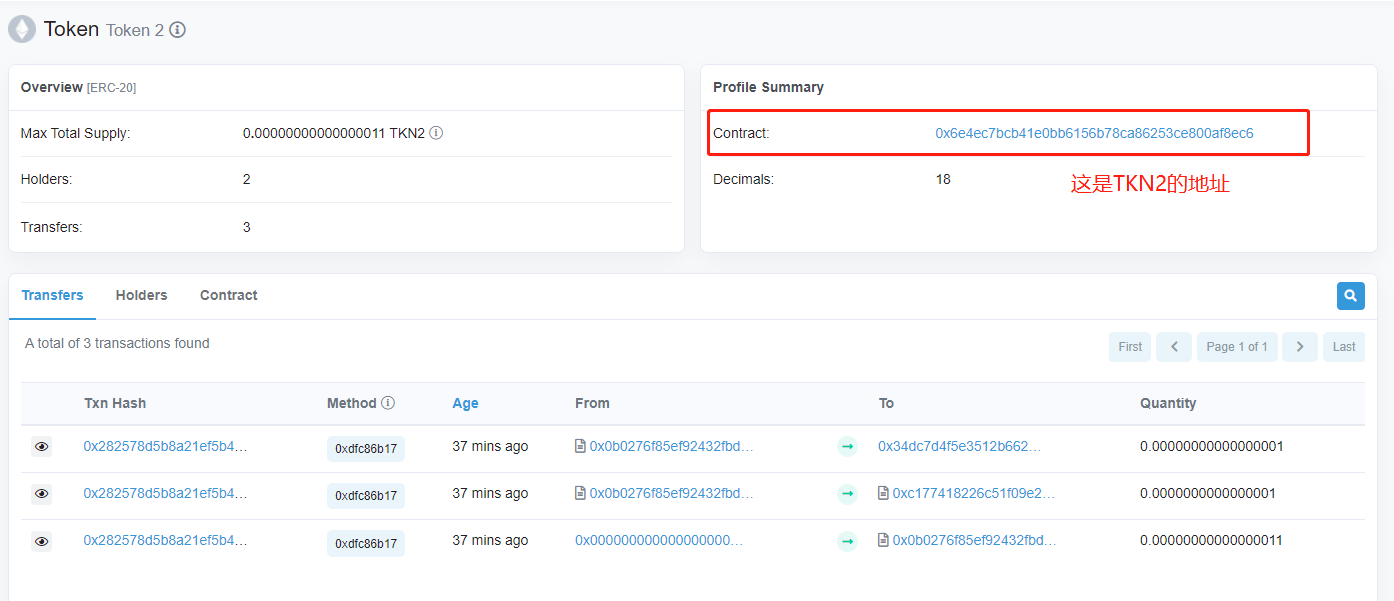 Token Token 2
Overview [ERC-20]
Max Total Supply: 0.00000000000000011 TKN2
Holders: 2
Transfers: 3
Profile Summary
Contract: 0x6e4ec7bcb41e0bb6156b78ca86253ce800af8ec6
Decimals: 18
这是TKN2的地址
Transfers Holders Contract
A total of 3 transactions found
First Page 1 of 1 Last
Txn Hash Method Age From To Quantity
0x282578d5b8a21ef5b4... 0xdfc86b17 37 mins ago 0x0b0276f85ef92432fbd... 0x34dc7d4f5e3512b662... 0.00000000000000001
0x282578d5b8a21ef5b4... 0xdfc86b17 37 mins ago 0x0b0276f85ef92432fbd... 0xc177418226c51f09e2... 0.0000000000000001
0x282578d5b8a21ef5b4... 0xdfc86b17 37 mins ago 0x000000000000000000... 0x0b0276f85ef92432fbd... 0.00000000000000011